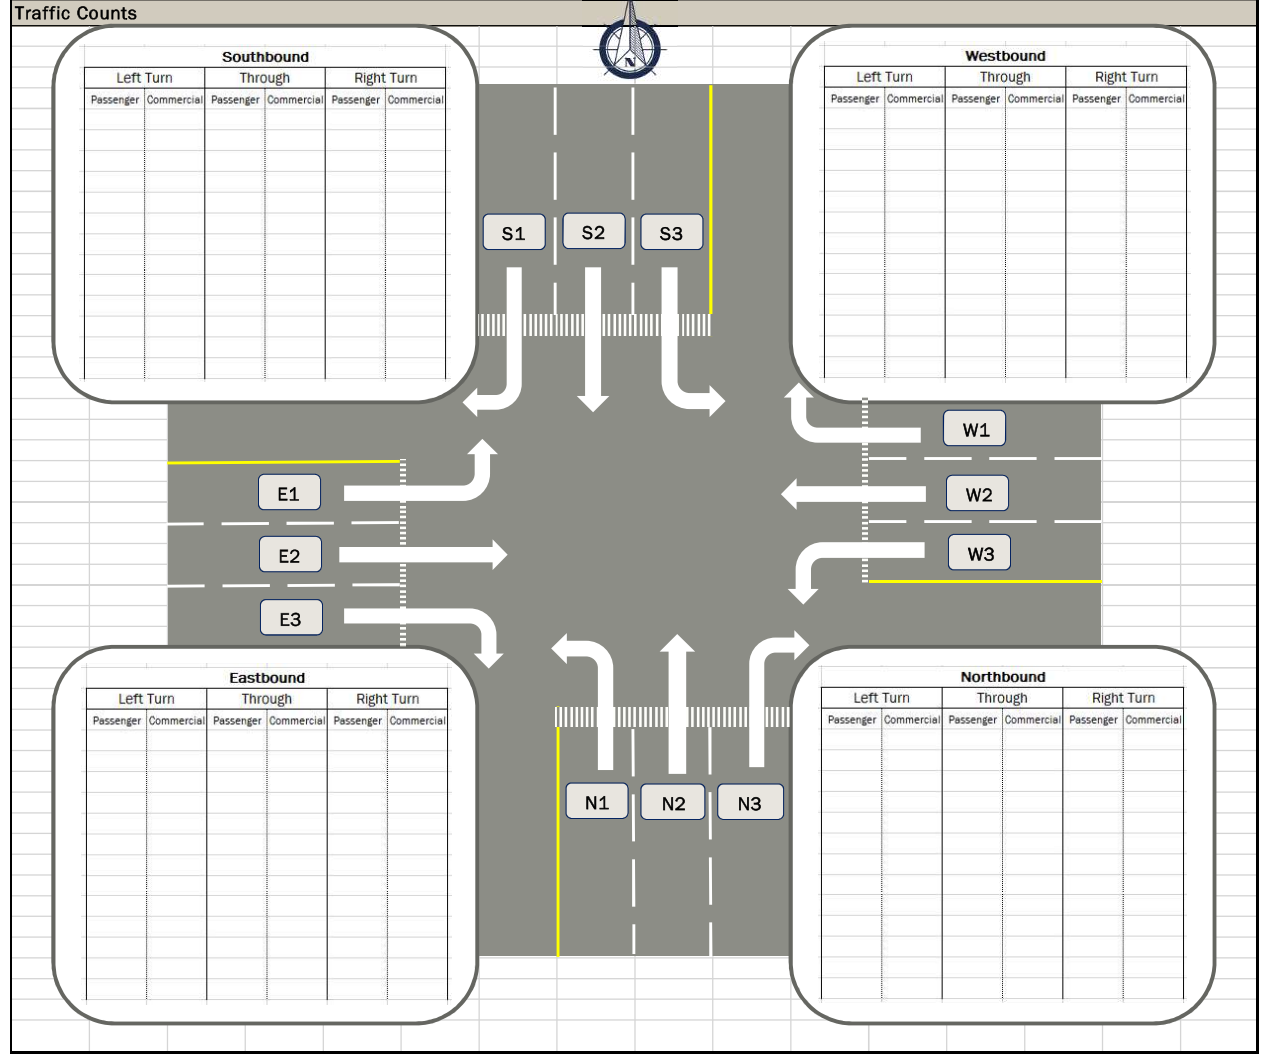 Traffic Counts
N
Southbound
Left Turn Through Right Turn
Passenger Commercial Passenger Commercial Passenger Commercial
Westbound
Left Turn Through Right Turn
Passenger Commercial Passenger Commercial Passenger Commercial
S1 S2 S3
W1
W2
W3
E1
E2
E3
Eastbound
Left Turn Through Right Turn
Passenger Commercial Passenger Commercial Passenger Commercial
Northbound
Left Turn Through Right Turn
Passenger Commercial Passenger Commercial Passenger Commercial
N1 N2 N3